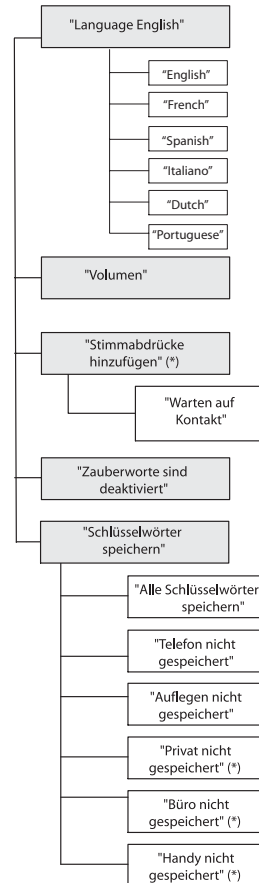 "Language English"
“English”
“French”
“Spanish”
“Italiano”
“Dutch”
“Portuguese”
"Volumen"
"Stimmabdrücke
hinzufügen" (*)
"Warten auf
Kontakt"
"Zauberworte sind
deaktiviert"
"Schlüsselwörter
speichern"
"Alle Schlüsselwörter
speichern"
"Telefon nicht
gespeichert"
"Auflegen nicht
gespeichert"
"Privat nicht
gespeichert" (*)
"Büro nicht
gespeichert" (*)
"Handy nicht
gespeichert" (*)